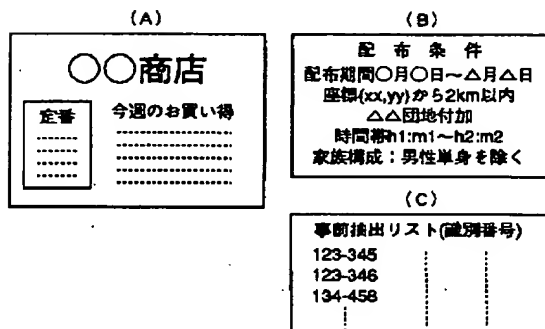 (A)
○○商店
定番
今週のお買い得
(B)
配布条件
配布期間○月○日~△月△日
座標(xx,yy)から2km以内
△△団地付加
時間帯h1:m1~h2:m2
家族構成:男性単身を除く
(C)
事前抽出リスト(識別番号)
123-345
123-346
134-458